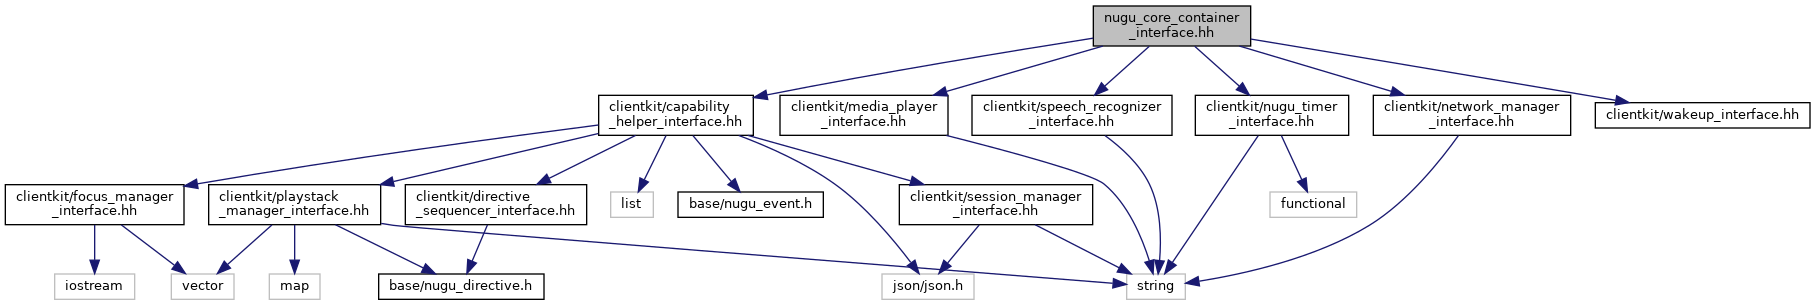 nugu_core_container
_interface.hh
clientkit/capability
_helper_interface.hh
clientkit/media_player
_interface.hh
clientkit/speech_recognizer
_interface.hh
clientkit/nugu_timer
_interface.hh
clientkit/network_manager
_interface.hh
clientkit/wakeup_interface.hh
clientkit/focus_manager
_interface.hh
clientkit/playstack
_manager_interface.hh
clientkit/directive
_sequencer_interface.hh
list
base/nugu_event.h
clientkit/session_manager
_interface.hh
functional
iostream
vector
map
base/nugu_directive.h
json/json.h
string